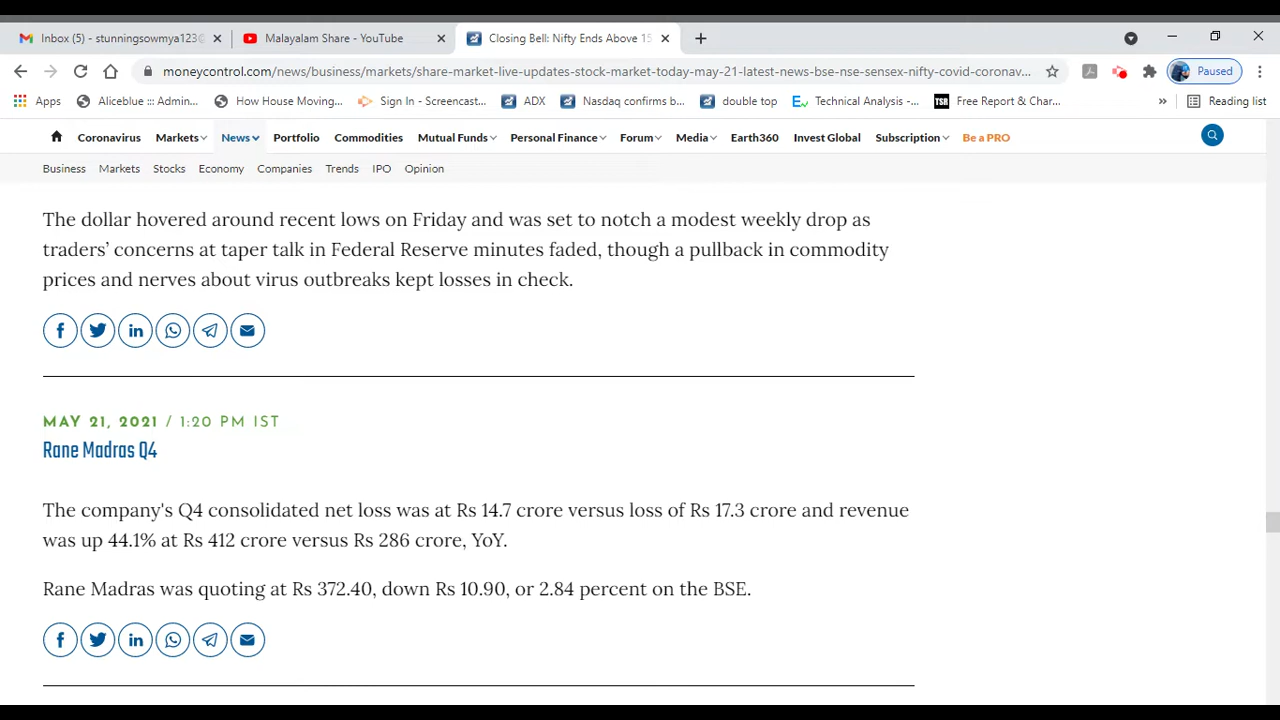 Inbox (5) - stunningsowmya123@
Malayalam Share - YouTube
Closing Bell: Nifty Ends Above 15
moneycontrol.com/news/business/markets/share-market-live-updates-stock-market-today-may-21-latest-news-bse-nse-sensex-nifty-covid-coronav...
Paused
Apps
Aliceblue ::: Admin...
How House Moving...
Sign In - Screencast...
ADX
Nasdaq confirms b...
double top
Technical Analysis -...
TSR Free Report & Char...
»
Reading list
Coronavirus
Markets
News
Portfolio
Commodities
Mutual Funds
Personal Finance
Forum
Media
Earth360
Invest Global
Subscription
Be a PRO
Business
Markets
Stocks
Economy
Companies
Trends
IPO
Opinion
The dollar hovered around recent lows on Friday and was set to notch a modest weekly drop as
traders’ concerns at taper talk in Federal Reserve minutes faded, though a pullback in commodity
prices and nerves about virus outbreaks kept losses in check.
MAY 21, 2021 / 1:20 PM IST
Rane Madras Q4
The company's Q4 consolidated net loss was at Rs 14.7 crore versus loss of Rs 17.3 crore and revenue
was up 44.1% at Rs 412 crore versus Rs 286 crore, YoY.
Rane Madras was quoting at Rs 372.40, down Rs 10.90, or 2.84 percent on the BSE.